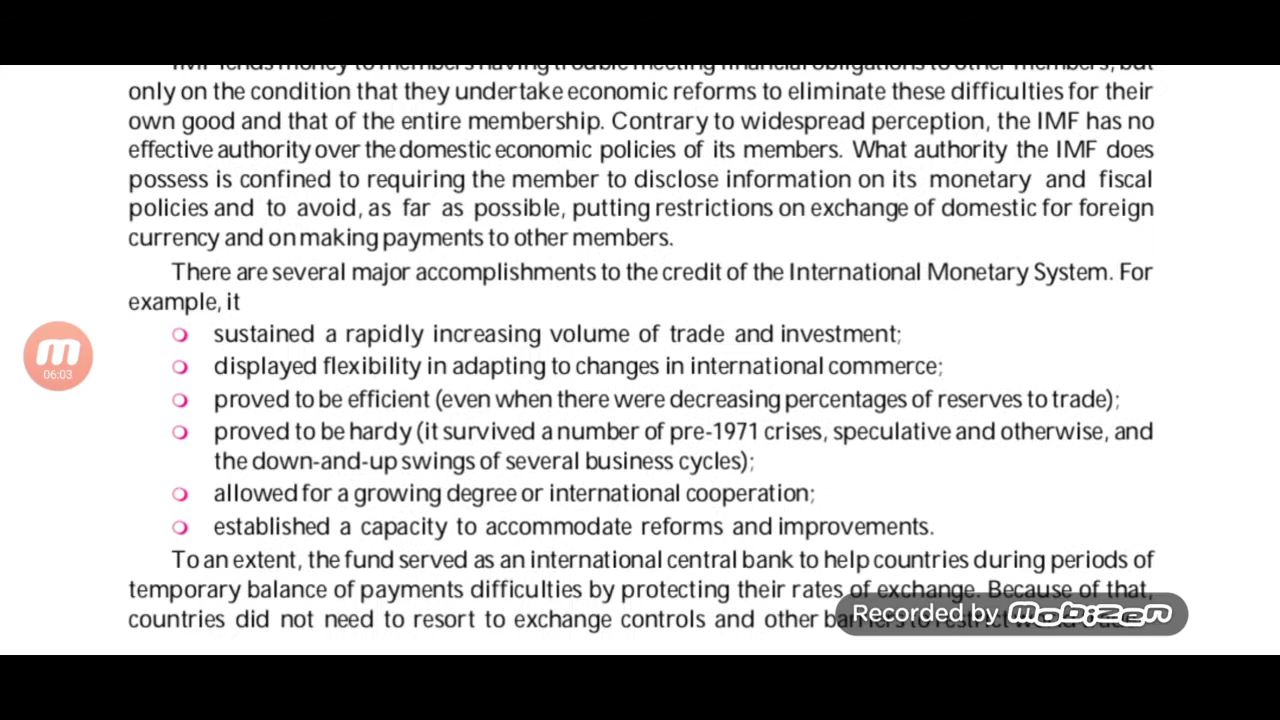 only on the condition that they undertake economic reforms to eliminate these difficulties for their
own good and that of the entire membership. Contrary to widespread perception, the IMF has no
effective authority over the domestic economic policies of its members. What authority the IMF does
possess is confined to requiring the member to disclose information on its monetary and fiscal
policies and to avoid, as far as possible, putting restrictions on exchange of domestic for foreign
currency and on making payments to other members.
There are several major accomplishments to the credit of the International Monetary System. For
example, it
sustained a rapidly increasing volume of trade and investment;
displayed flexibility in adapting to changes in international commerce;
M
06:03
proved to be efficient (even when there were decreasing percentages of reserves to trade);
proved to be hardy (it survived a number of pre-1971 crises, speculative and otherwise, and
the down-and-up swings of several business cycles);
allowed for a growing degree or international cooperation;
established a capacity to accommodate reforms and improvements.
To an extent, the fund served as an international central bank to help countries during periods of
temporary balance of payments difficulties by protecting their rates of exchange. Because of that,
countries did not need to resort to exchange controls and other
Recorded by mobizen